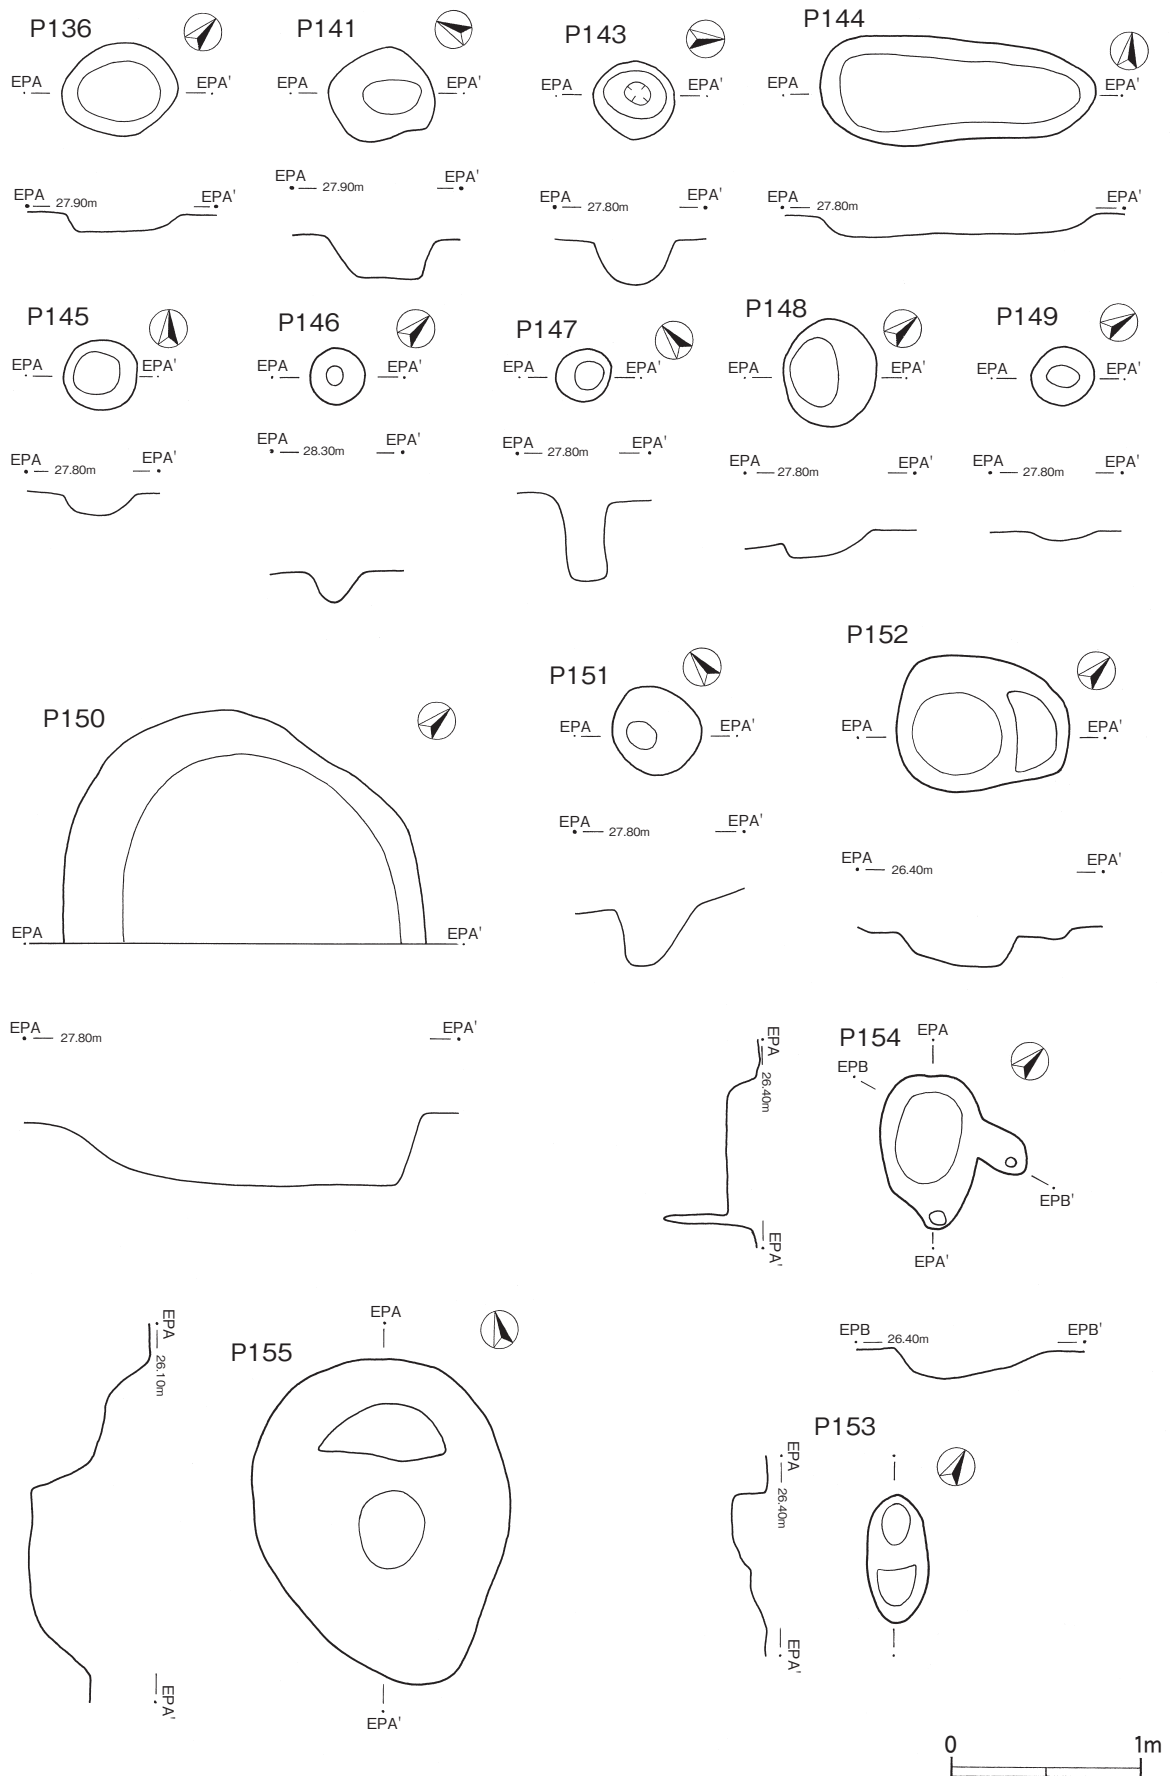 P136
EPA EPA'
EPA 27.90m EPA'
P141
EPA EPA'
EPA 27.90m EPA'
P143
EPA EPA'
EPA 27.80m EPA'
P144
EPA EPA'
EPA 27.80m EPA'
P145
EPA EPA'
EPA 27.80m EPA'
P146
EPA EPA'
EPA 28.30m EPA'
P147
EPA EPA'
EPA 27.80m EPA'
P148
EPA EPA'
EPA 27.80m EPA'
P149
EPA EPA'
EPA 27.80m EPA'
P150
EPA EPA'
EPA 27.80m EPA'
P151
EPA EPA'
EPA 27.80m EPA'
P152
EPA EPA'
EPA 26.40m EPA'
P154
EPA
EPB
EPB'
EPA'
EPA 26.40m EPA'
EPB 26.40m EPB'
P155
EPA
EPA'
EPA 26.10m EPA'
P153
EPA 26.40m EPA'
0 1m